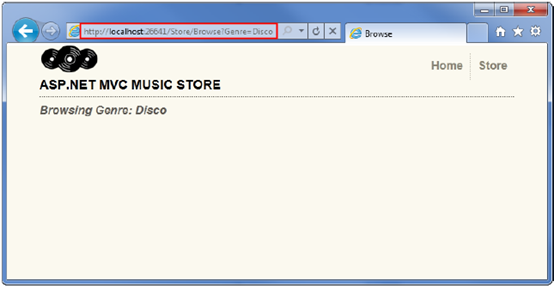 http://localhost:26641/Store/Browse?Genre=Disco
Browse
Home
Store
ASP.NET MVC MUSIC STORE
Browsing Genre: Disco